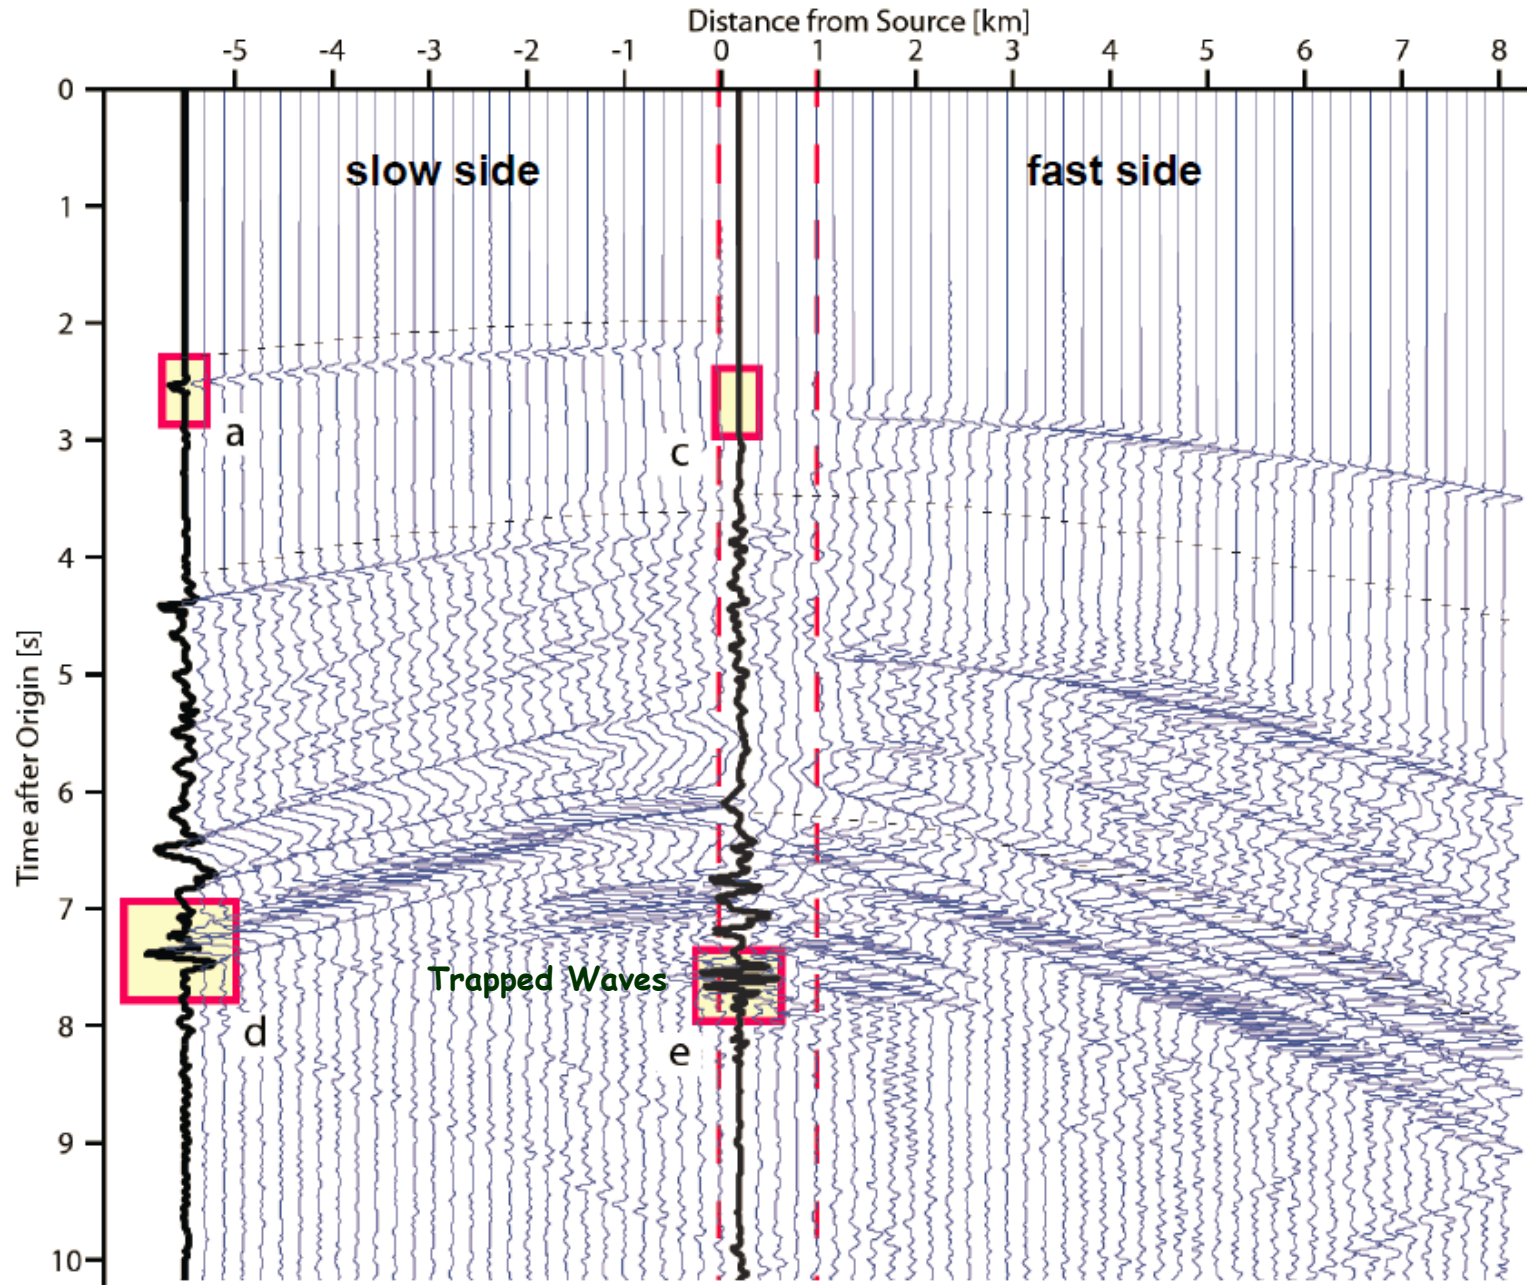 Distance from Source [km]
-5 -4 -3 -2 -1 0 1 2 3 4 5 6 7 8
0
slow side fast side
1
2
3
a
c
4
5
Time after Origin [s]
6
7
Trapped Waves
8
d
e
9
10